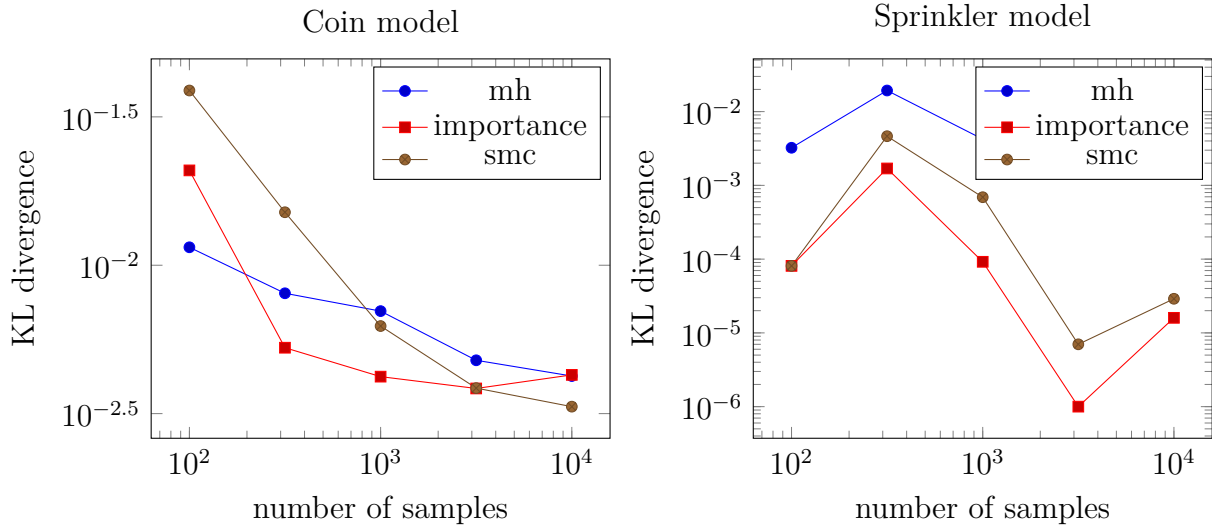 Coin model
KL divergence
10^−1.5
10^−2
10^−2.5
mh
importance
smc
10^2
10^3
10^4
number of samples
Sprinkler model
KL divergence
10^−2
10^−3
10^−4
10^−5
10^−6
mh
importance
smc
10^2
10^3
10^4
number of samples